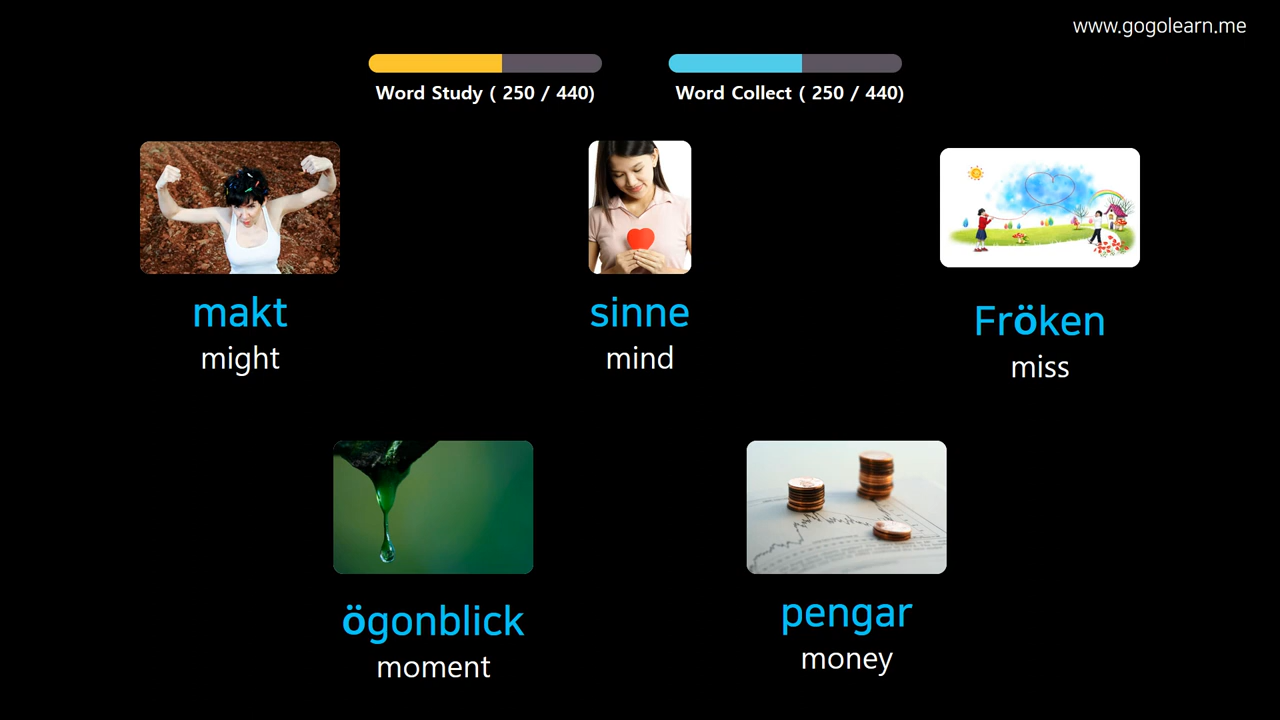 www.gogolearn.me
Word Study ( 250 / 440)
Word Collect ( 250 / 440)
makt
might
sinne
mind
Fröken
miss
ögonblick
moment
pengar
money